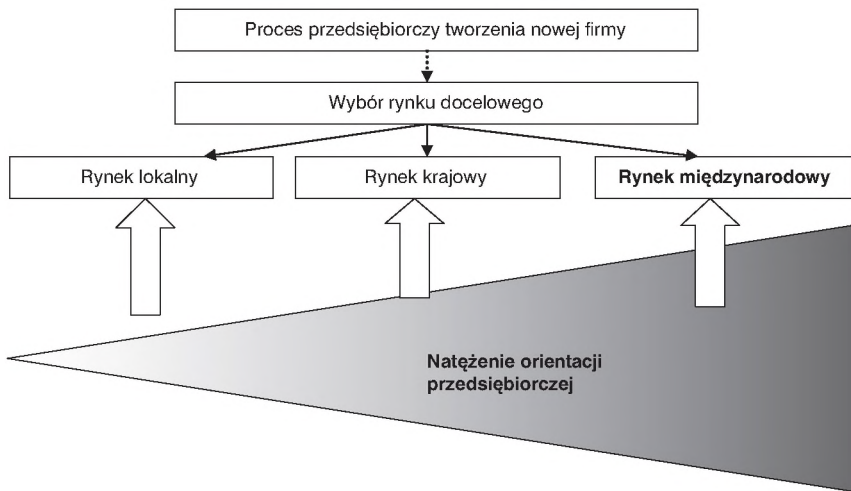 Proces przedsiębiorczy tworzenia nowej firmy
Wybór rynku docelowego
Rynek lokalny
Rynek krajowy
Rynek międzynarodowy
Natężenie orientacji
przedsiębiorczej